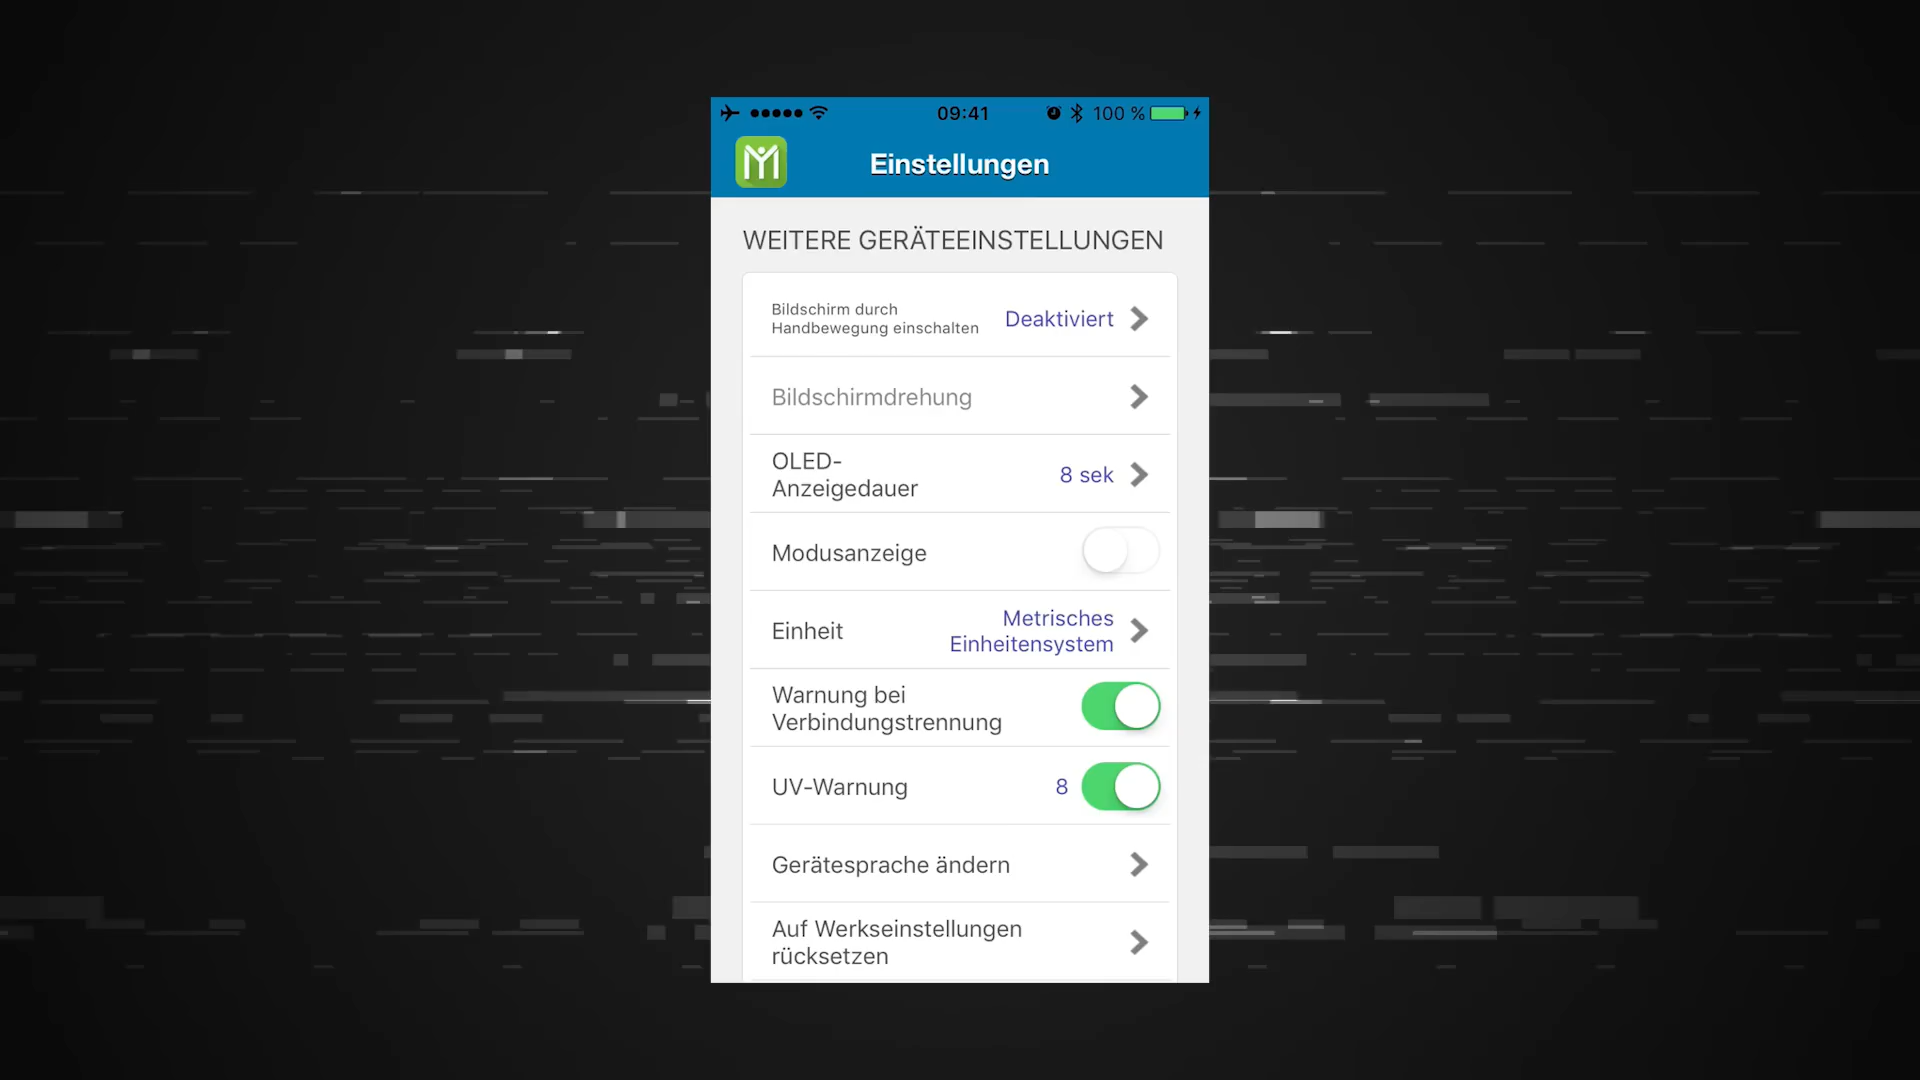 09:41
100 %
Einstellungen
WEITERE GERÄTEEINSTELLUNGEN
Bildschirm durch
Handbewegung einschalten
Deaktiviert
Bildschirmdrehung
OLED-
Anzeigedauer
8 sek
Modusanzeige
Einheit
Metrisches
Einheitensystem
Warnung bei
Verbindungstrennung
UV-Warnung
8
Gerätesprache ändern
Auf Werkseinstellungen
rücksetzen